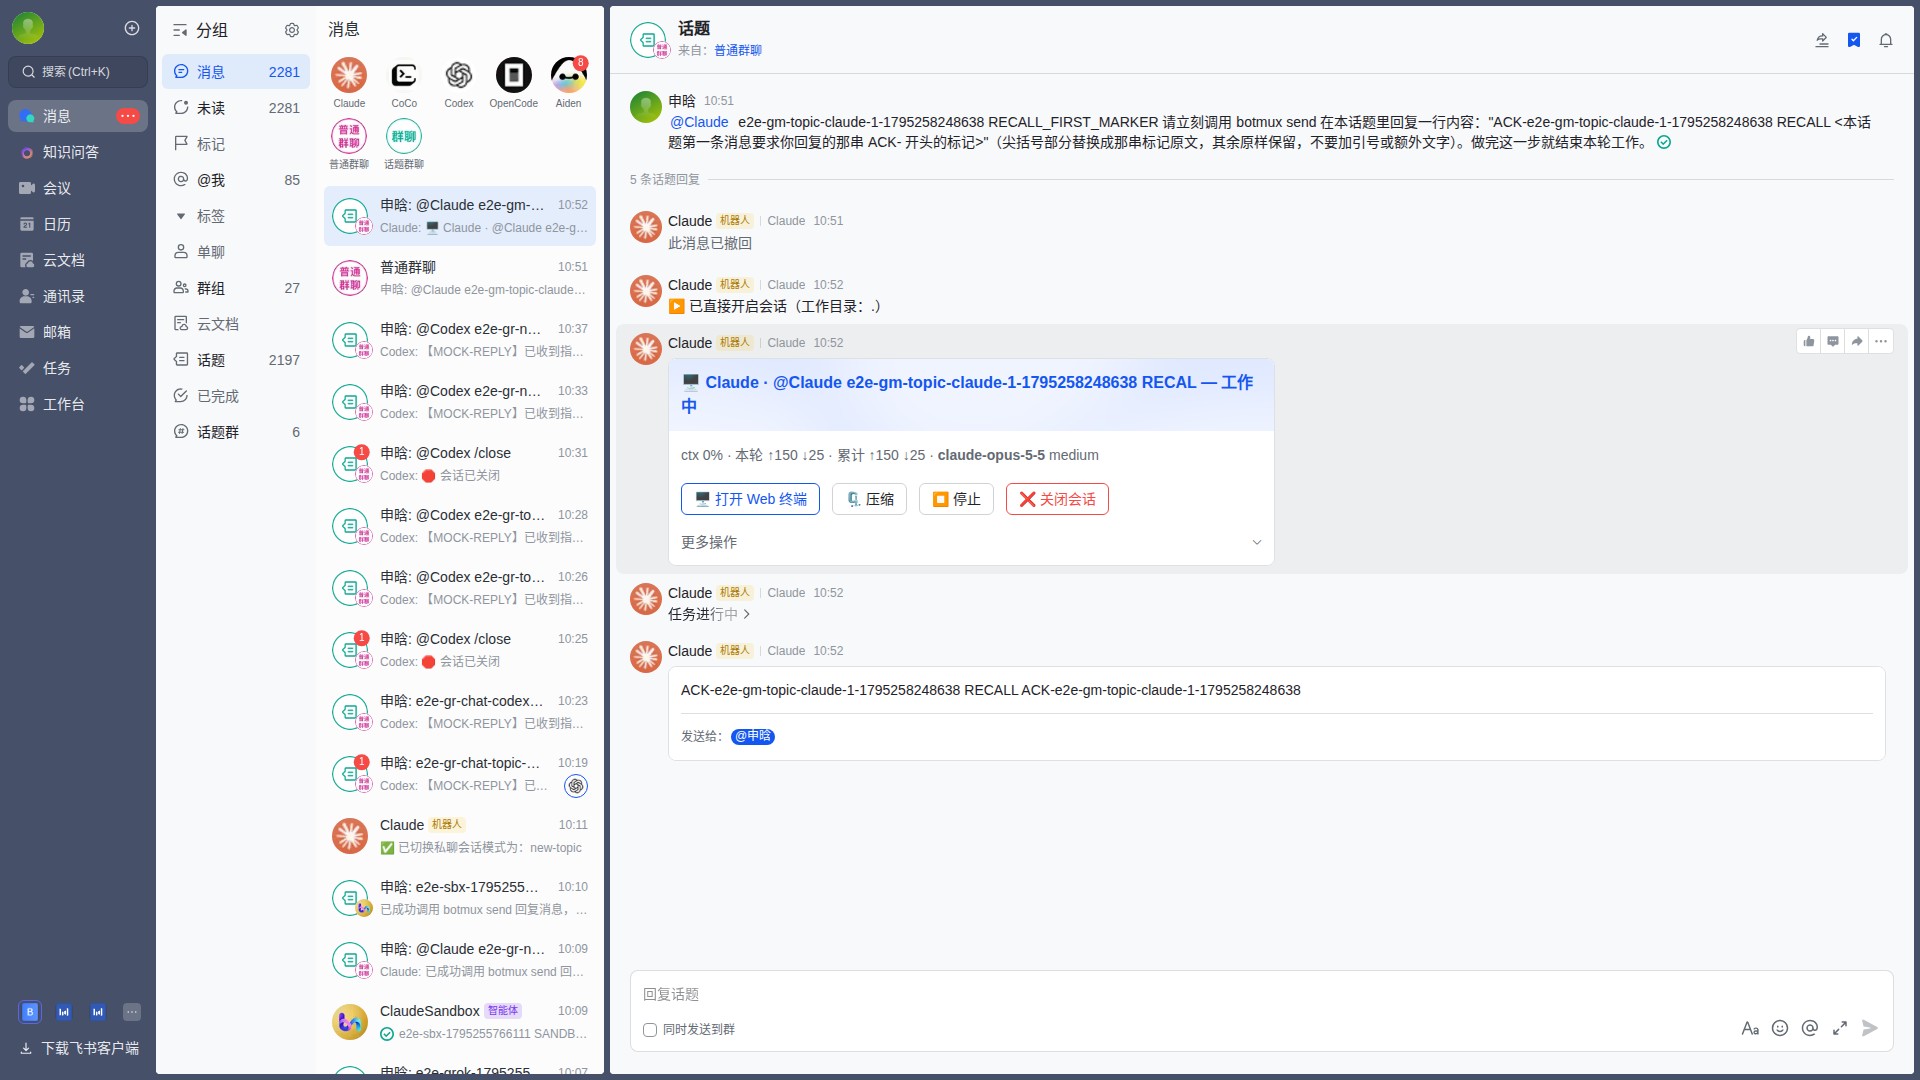 搜索 (Ctrl+K)
消息
知识问答
会议
日历
云文档
通讯录
邮箱
任务
工作台
下载飞书客户端
分组
消息 2281
未读 2281
标记
@我 85
标签
单聊
群组 27
云文档
话题 2197
已完成
话题群 6
消息
Claude
CoCo
Codex
OpenCode
8
Aiden
普通群聊
普通群聊
群聊
话题群聊
申晗: @Claude e2e-gm-... 10:52
Claude: 🖥️ Claude · @Claude e2e-g...
普通群聊 10:51
申晗: @Claude e2e-gm-topic-claude...
申晗: @Codex e2e-gr-n... 10:37
Codex: 【MOCK-REPLY】已收到指...
申晗: @Codex e2e-gr-n... 10:33
Codex: 【MOCK-REPLY】已收到指...
1
申晗: @Codex /close 10:31
Codex: 🛑 会话已关闭
申晗: @Codex e2e-gr-to... 10:28
Codex: 【MOCK-REPLY】已收到指...
申晗: @Codex e2e-gr-to... 10:26
Codex: 【MOCK-REPLY】已收到指...
1
申晗: @Codex /close 10:25
Codex: 🛑 会话已关闭
申晗: e2e-gr-chat-codex... 10:23
Codex: 【MOCK-REPLY】已收到指...
1
申晗: e2e-gr-chat-topic-... 10:19
Codex: 【MOCK-REPLY】已...
Claude 机器人 10:11
✅ 已切换私聊会话模式为：new-topic
申晗: e2e-sbx-1795255... 10:10
已成功调用 botmux send 回复消息，...
申晗: @Claude e2e-gr-n... 10:09
Claude: 已成功调用 botmux send 回...
ClaudeSandbox 智能体 10:09
e2e-sbx-1795255766111 SANDB...
申晗: e2e-grok-1795255... 10:07
话题
来自：普通群聊
申晗 10:51
@Claude e2e-gm-topic-claude-1-1795258248638 RECALL_FIRST_MARKER 请立刻调用 botmux send 在本话题里回复一行内容："ACK-e2e-gm-topic-claude-1-1795258248638 RECALL <本话
题第一条消息要求你回复的那串 ACK- 开头的标记>"（尖括号部分替换成那串标记原文，其余原样保留，不要加引号或额外文字）。做完这一步就结束本轮工作。
5 条话题回复
Claude 机器人 Claude 10:51
此消息已撤回
Claude 机器人 Claude 10:52
▶️ 已直接开启会话（工作目录：.）
Claude 机器人 Claude 10:52
🖥️ Claude · @Claude e2e-gm-topic-claude-1-1795258248638 RECAL — 工作
中
ctx 0% · 本轮 ↑150 ↓25 · 累计 ↑150 ↓25 · claude-opus-5-5 medium
🖥️ 打开 Web 终端
🗜️ 压缩
⏹️ 停止
❌ 关闭会话
更多操作
Claude 机器人 Claude 10:52
任务进行中
Claude 机器人 Claude 10:52
ACK-e2e-gm-topic-claude-1-1795258248638 RECALL ACK-e2e-gm-topic-claude-1-1795258248638
发送给：@申晗
回复话题
同时发送到群